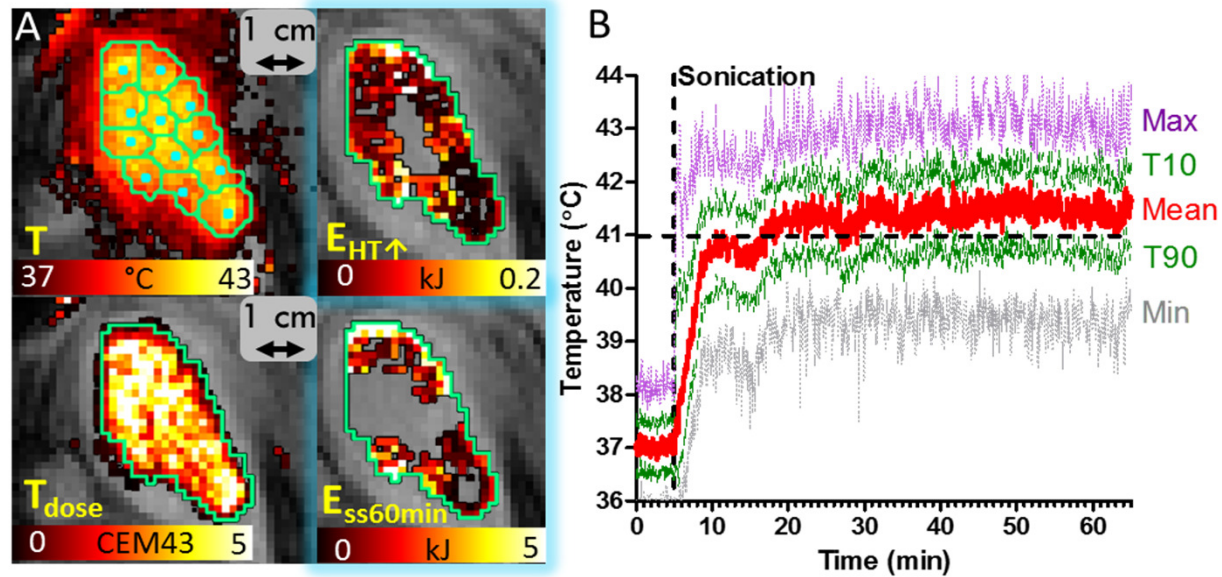 A
1 cm
T
37 °C 43
E HT↑
0 kJ 0.2
1 cm
T dose
0 CEM43 5
E ss60min
0 kJ 5
B
Sonication
Temperature (°C)
44
43
42
41
40
39
38
37
36
0 10 20 30 40 50 60
Time (min)
Max
T10
Mean
T90
Min